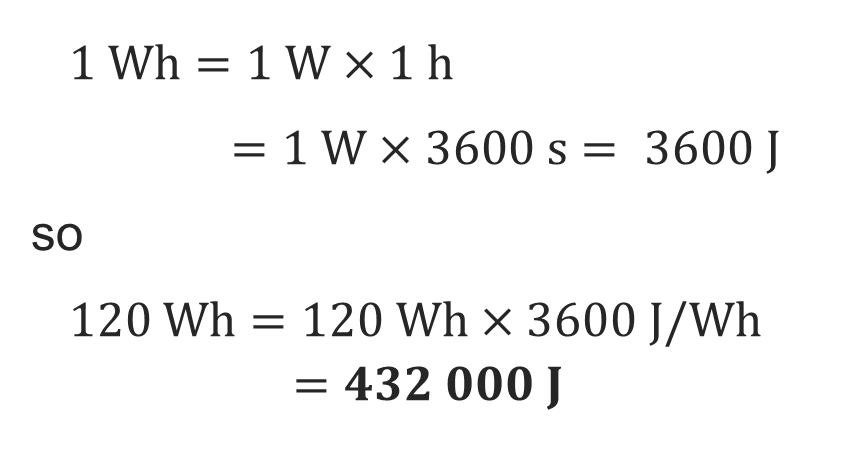 1 Wh = 1 W × 1 h
= 1 W × 3600 s = 3600 J
so
120 Wh = 120 Wh × 3600 J/Wh
= 432 000 J